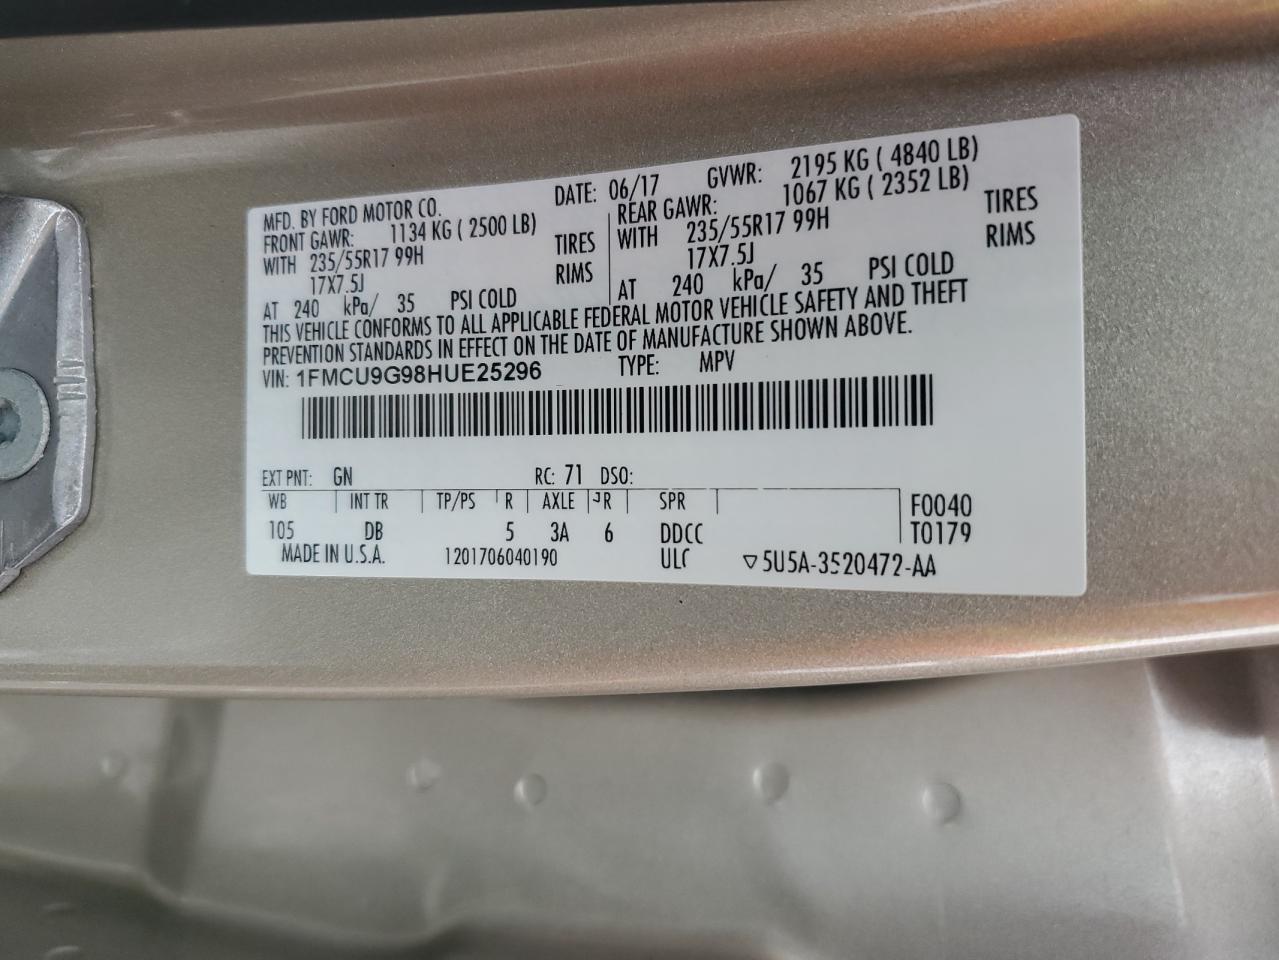 MFD. BY FORD MOTOR CO. DATE: 06/17 GVWR: 2195 KG ( 4840 LB)
FRONT GAWR: 1134 KG ( 2500 LB) REAR GAWR: 1067 KG ( 2352 LB)
WITH 235/55R17 99H TIRES WITH 235/55R17 99H TIRES
17X7.5J RIMS 17X7.5J RIMS
AT 240 kPa/ 35 PSI COLD AT 240 kPa/ 35 PSI COLD
THIS VEHICLE CONFORMS TO ALL APPLICABLE FEDERAL MOTOR VEHICLE SAFETY AND THEFT
PREVENTION STANDARDS IN EFFECT ON THE DATE OF MANUFACTURE SHOWN ABOVE.
VIN: 1FMCU9G98HUE25296 TYPE: MPV
EXT PNT: GN RC: 71 DSO:
WB INT TR TP/PS R AXLE TR SPR F0040
105 DB 5 3A 6 DDCC T0179
MADE IN U.S.A. 1201706040190 ULC ▽5U5A-3520472-AA